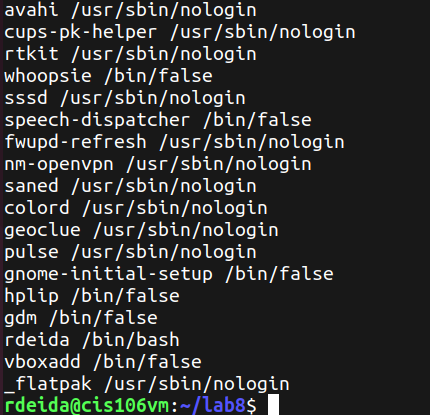 avahi /usr/sbin/nologin
cups-pk-helper /usr/sbin/nologin
rtkit /usr/sbin/nologin
whoopsie /bin/false
sssd /usr/sbin/nologin
speech-dispatcher /bin/false
fwupd-refresh /usr/sbin/nologin
nm-openvpn /usr/sbin/nologin
saned /usr/sbin/nologin
colord /usr/sbin/nologin
geoclue /usr/sbin/nologin
pulse /usr/sbin/nologin
gnome-initial-setup /bin/false
hplip /bin/false
gdm /bin/false
rdeida /bin/bash
vboxadd /bin/false
_flatpak /usr/sbin/nologin
rdeida@cis106vm:~/lab8$